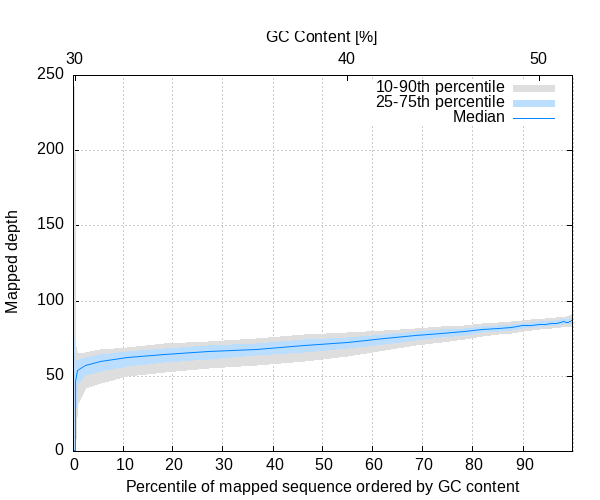 GC Content [%]
30 40 50
250
200
150
100
50
0
10-90th percentile
25-75th percentile
Median
Mapped depth
0 10 20 30 40 50 60 70 80 90
Percentile of mapped sequence ordered by GC content